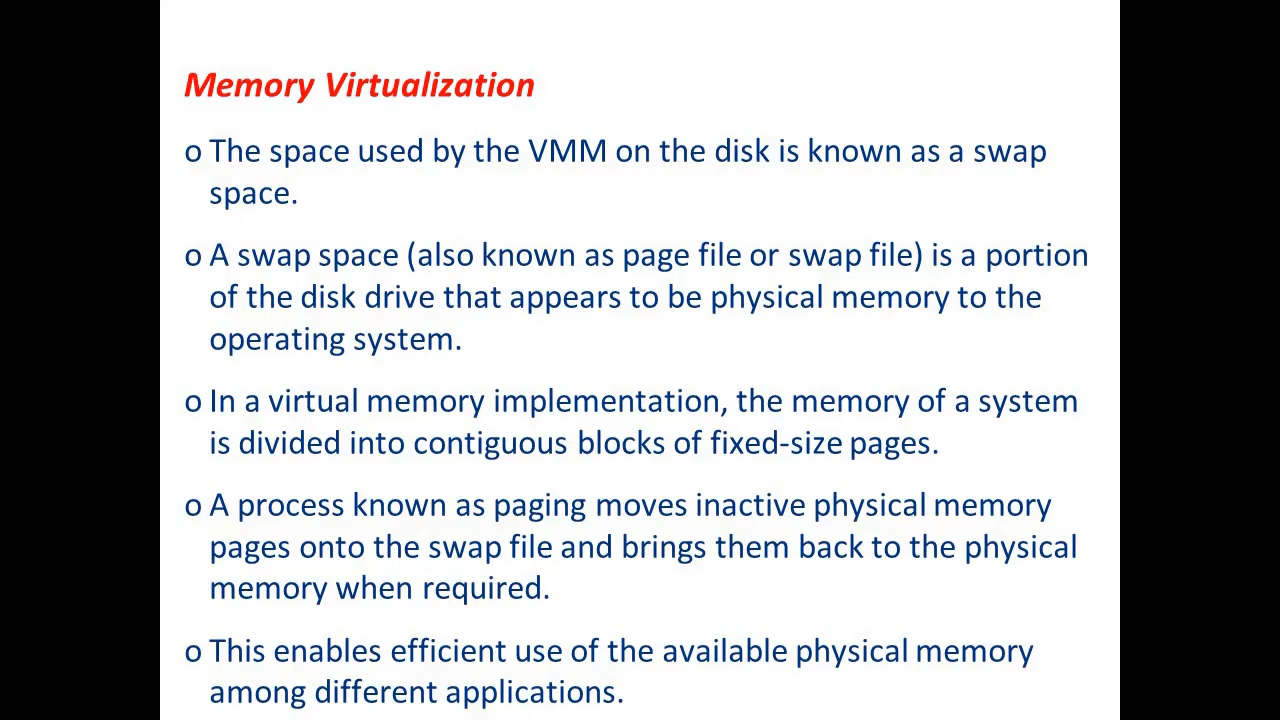 Memory Virtualization
o The space used by the VMM on the disk is known as a swap
space.
o A swap space (also known as page file or swap file) is a portion
of the disk drive that appears to be physical memory to the
operating system.
o In a virtual memory implementation, the memory of a system
is divided into contiguous blocks of fixed-size pages.
o A process known as paging moves inactive physical memory
pages onto the swap file and brings them back to the physical
memory when required.
o This enables efficient use of the available physical memory
among different applications.